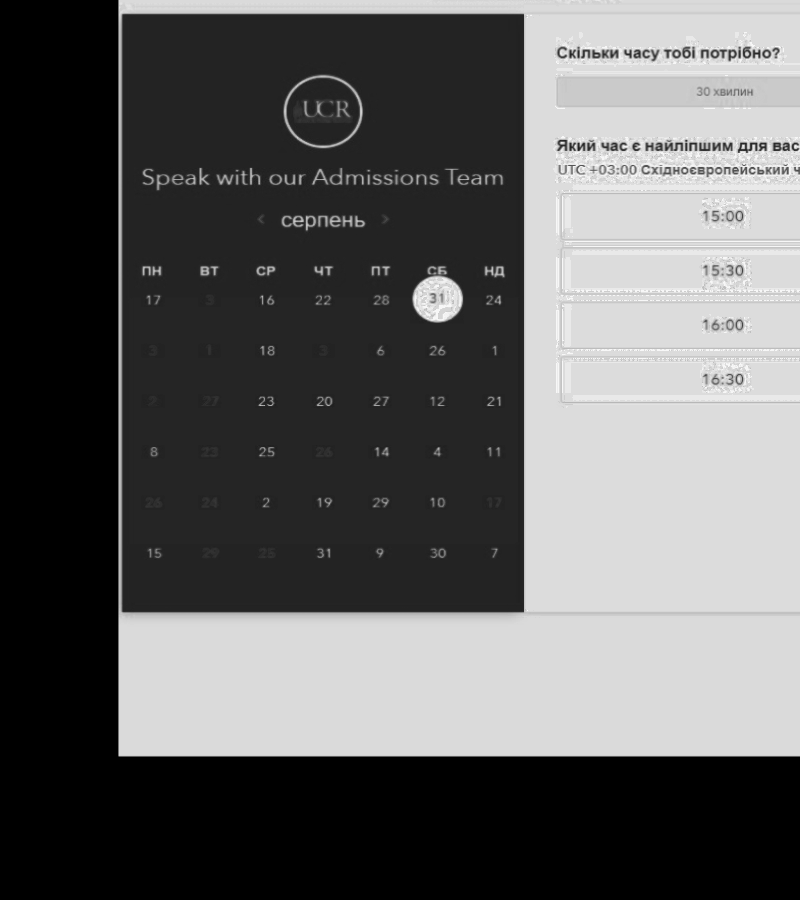 UCR
Speak with our Admissions Team
< серпень >
ПН ВТ СР ЧТ ПТ СБ НД
17 3 16 22 28 31 24
3 1 18 3 6 26 1
2 27 23 20 27 12 21
8 23 25 26 14 4 11
26 24 2 19 29 10 17
15 29 25 31 9 30 7
Скільки часу тобі потрібно?
30 хвилин
Який час є найліпшим для вас
UTC +03:00 Східноєвропейський ч
15:00
15:30
16:00
16:30